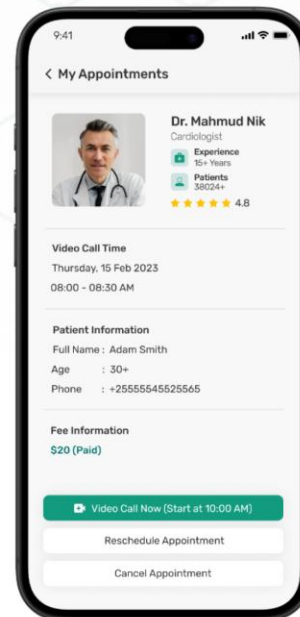 9:41
< My Appointments
Dr. Mahmud Nik
Cardiologist
Experience
15+ Years
Patients
38024+
4.8
Video Call Time
Thursday, 15 Feb 2023
08:00 - 08:30 AM
Patient Information
Full Name : Adam Smith
Age : 30+
Phone : +25555545525565
Fee Information
$20 (Paid)
Video Call Now (Start at 10:00 AM)
Reschedule Appointment
Cancel Appointment